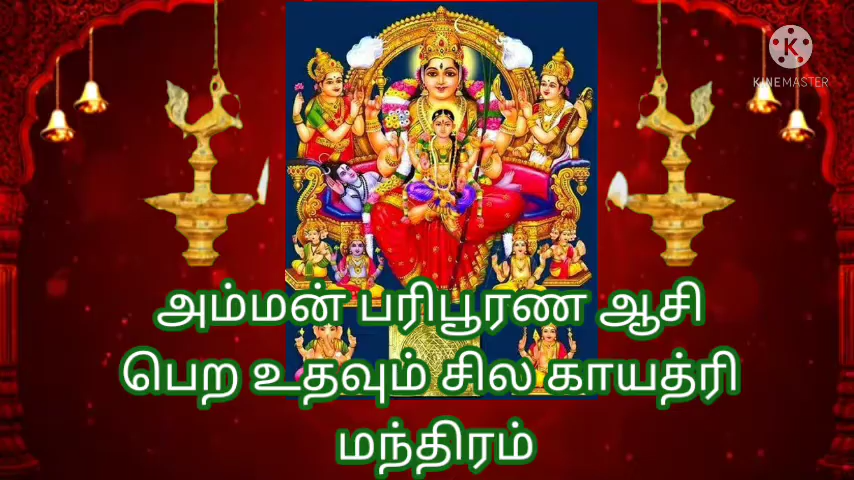 KINEMASTER
அம்மன் பரிபூரண ஆசி
பெற உதவும் சில காயத்ரி
மந்திரம்